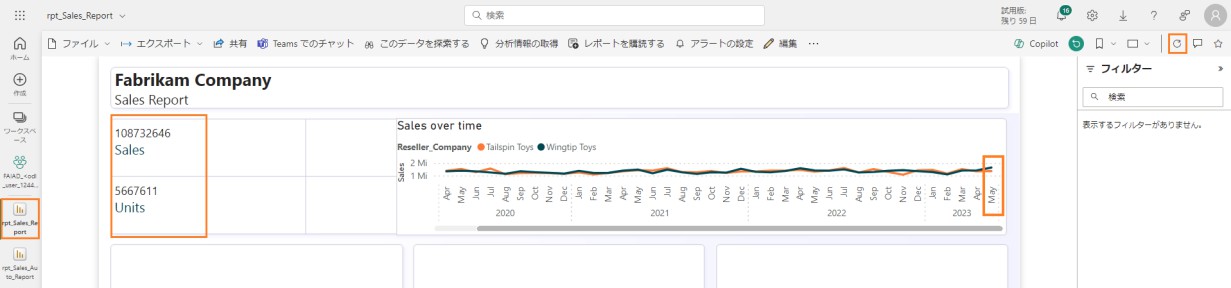 rpt_Sales_Report
検索
試用版:
残り 59 日
16
ホーム
作成
ワークスペ
ース
FAIAD_<odl
_user_1244...
rpt_Sales_Re
port
rpt_Sales_Au
to_Report
ファイル
エクスポート
共有
Teams でのチャット
このデータを探索する
分析情報の取得
レポートを購読する
アラートの設定
編集
...
Copilot
Fabrikam Company
Sales Report
108732646
Sales
5667611
Units
Sales over time
Reseller_Company Tailspin Toys Wingtip Toys
Sales
2 Mi
1 Mi
Apr May Jun Jul Aug Sep Oct Nov Dec Jan Feb Mar Apr May Jun Jul Aug Sep Oct Nov Dec Jan Feb Mar Apr May Jun Jul Aug Sep Oct Nov Dec Jan Feb Mar Apr May
2020 2021 2022 2023
フィルター
検索
表示するフィルターがありません。